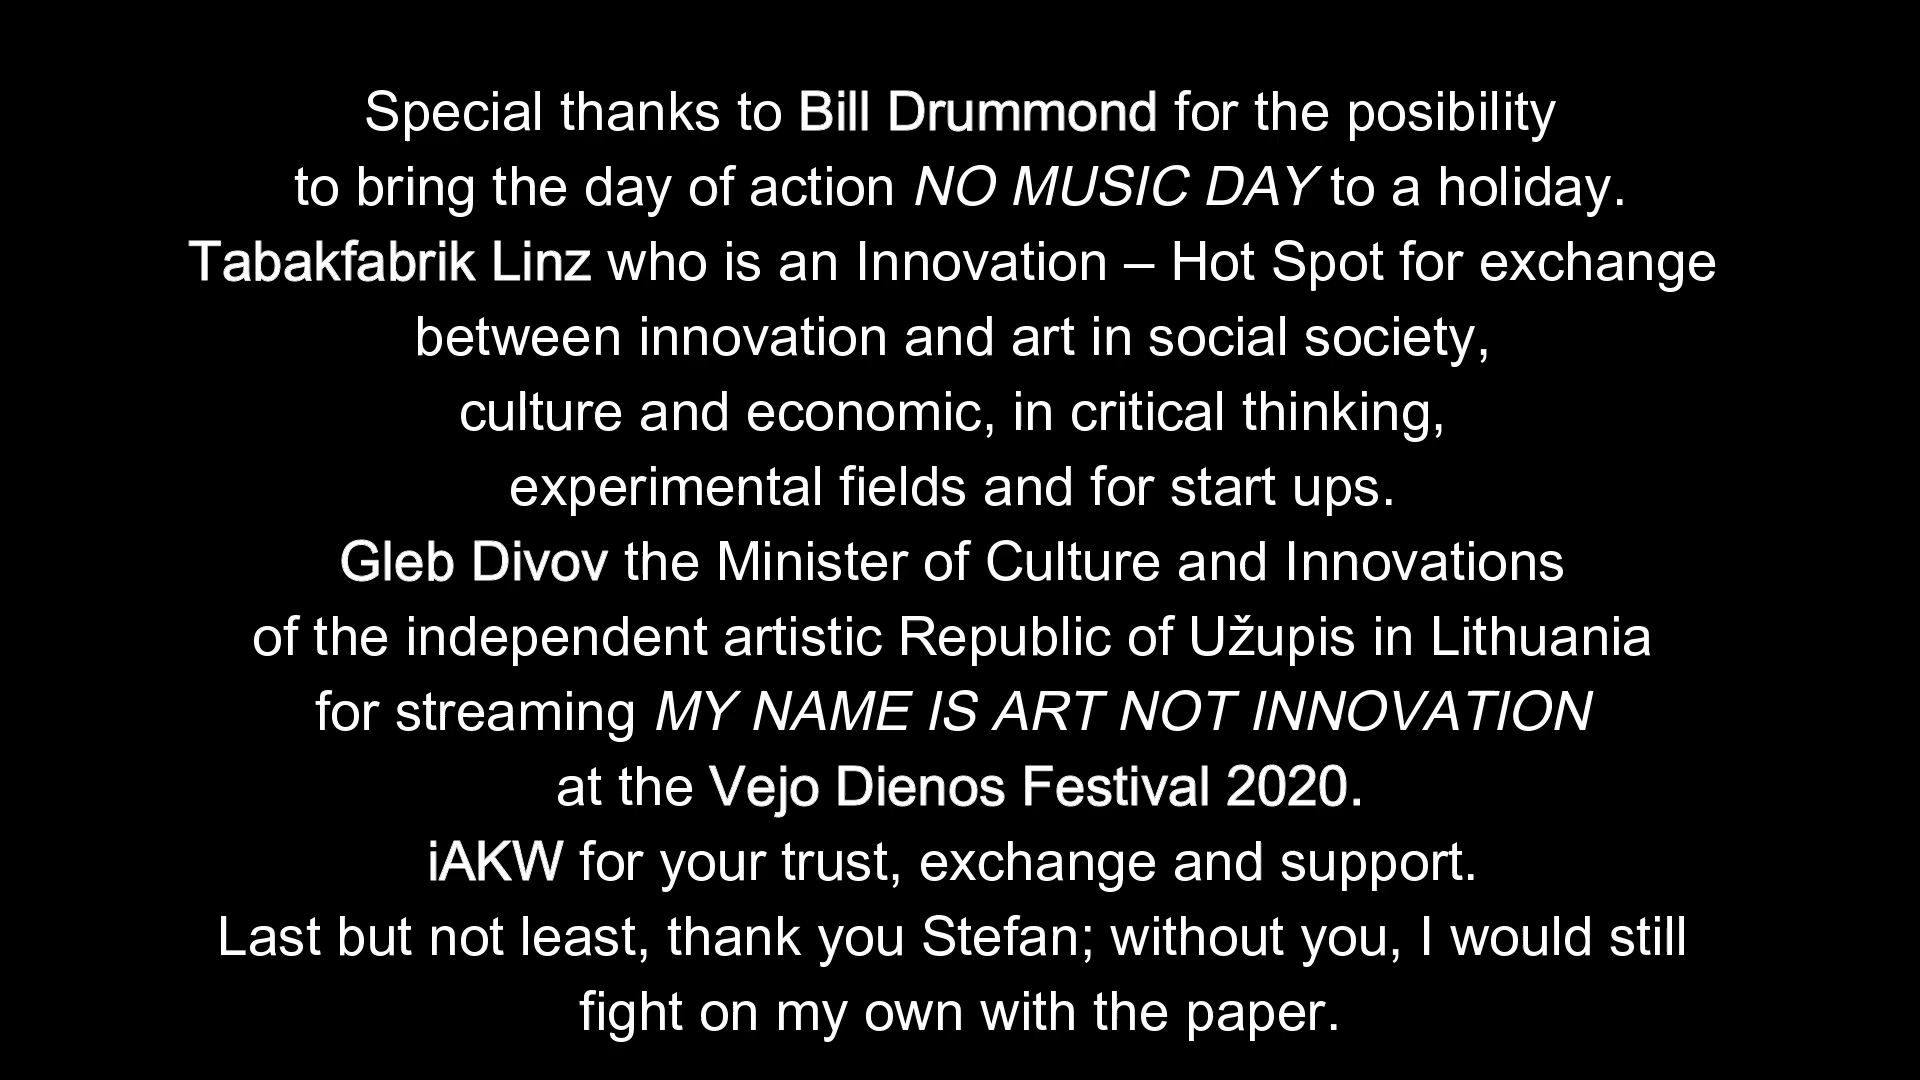 Special thanks to Bill Drummond for the posibility
to bring the day of action NO MUSIC DAY to a holiday.
Tabakfabrik Linz who is an Innovation – Hot Spot for exchange
between innovation and art in social society,
culture and economic, in critical thinking,
experimental fields and for start ups.
Gleb Divov the Minister of Culture and Innovations
of the independent artistic Republic of Užupis in Lithuania
for streaming MY NAME IS ART NOT INNOVATION
at the Vejo Dienos Festival 2020.
iAKW for your trust, exchange and support.
Last but not least, thank you Stefan; without you, I would still
fight on my own with the paper.